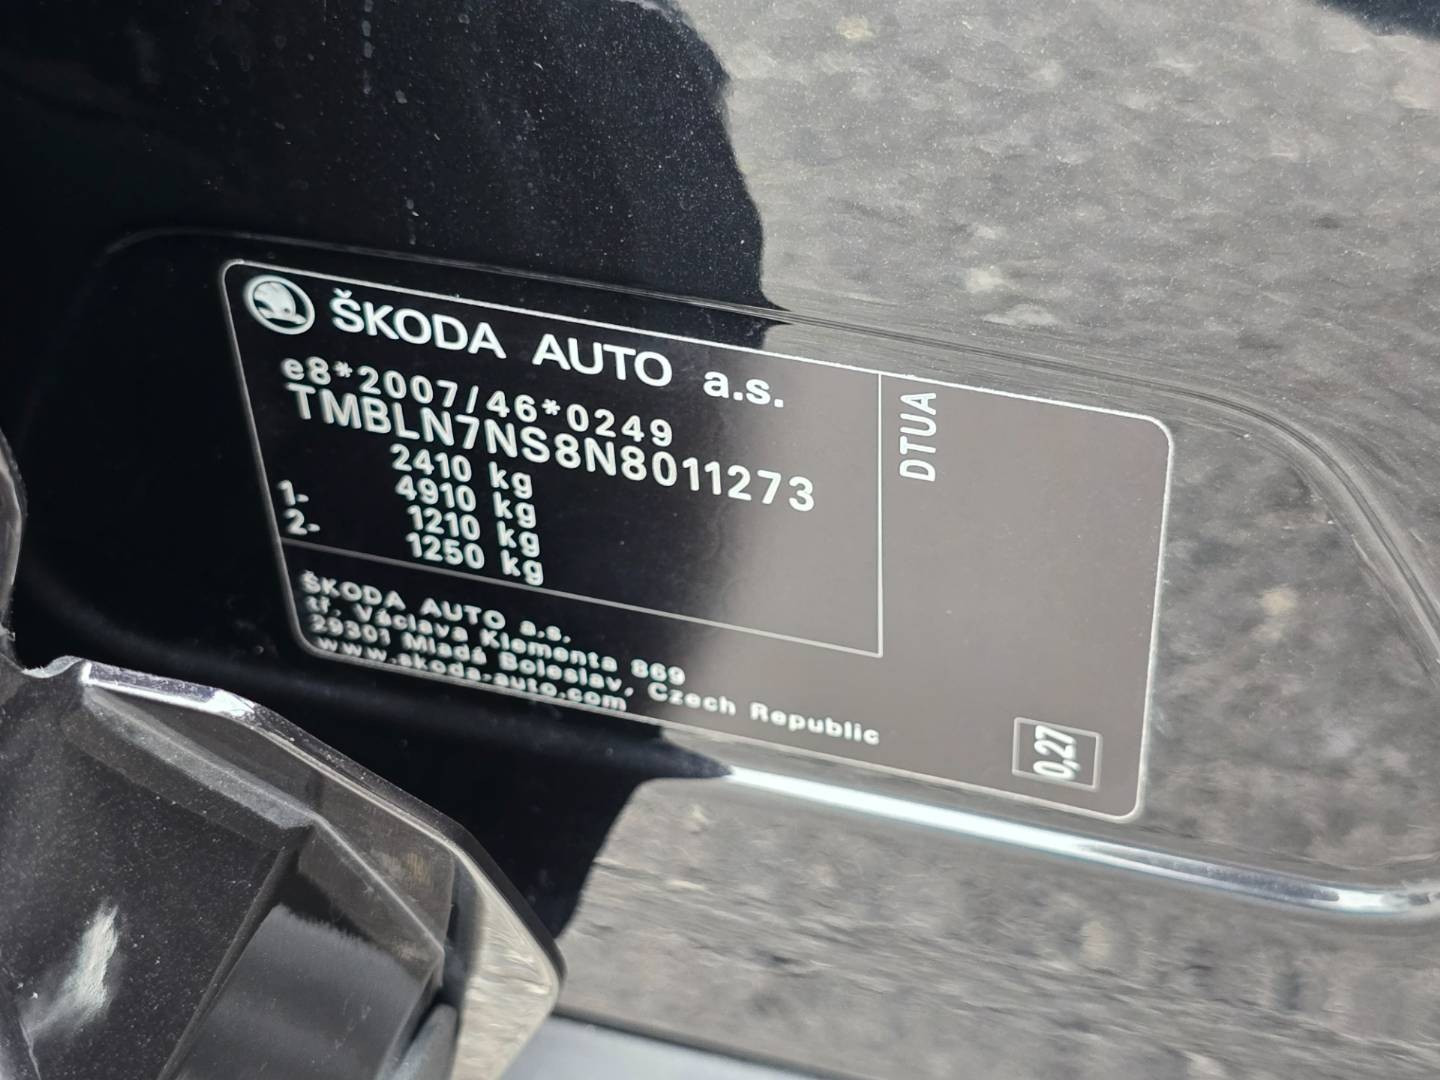 ŠKODA AUTO a.s.
e8*2007/46*0249
TMBLN7NS8N8011273
2410 kg
4910 kg
1- 1210 kg
2- 1250 kg
ŠKODA AUTO a.s.
tř. Václava Klementa 869
29301 Mladá Boleslav, Czech Republic
www.skoda-auto.com
DTUA
0,27